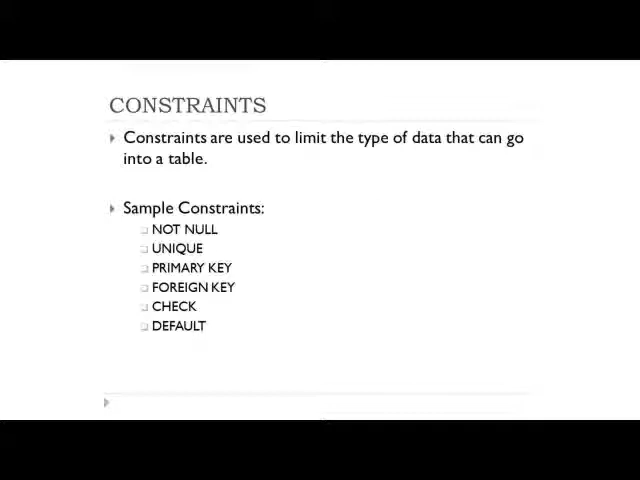 CONSTRAINTS
Constraints are used to limit the type of data that can go
into a table.
Sample Constraints:
NOT NULL
UNIQUE
PRIMARY KEY
FOREIGN KEY
CHECK
DEFAULT